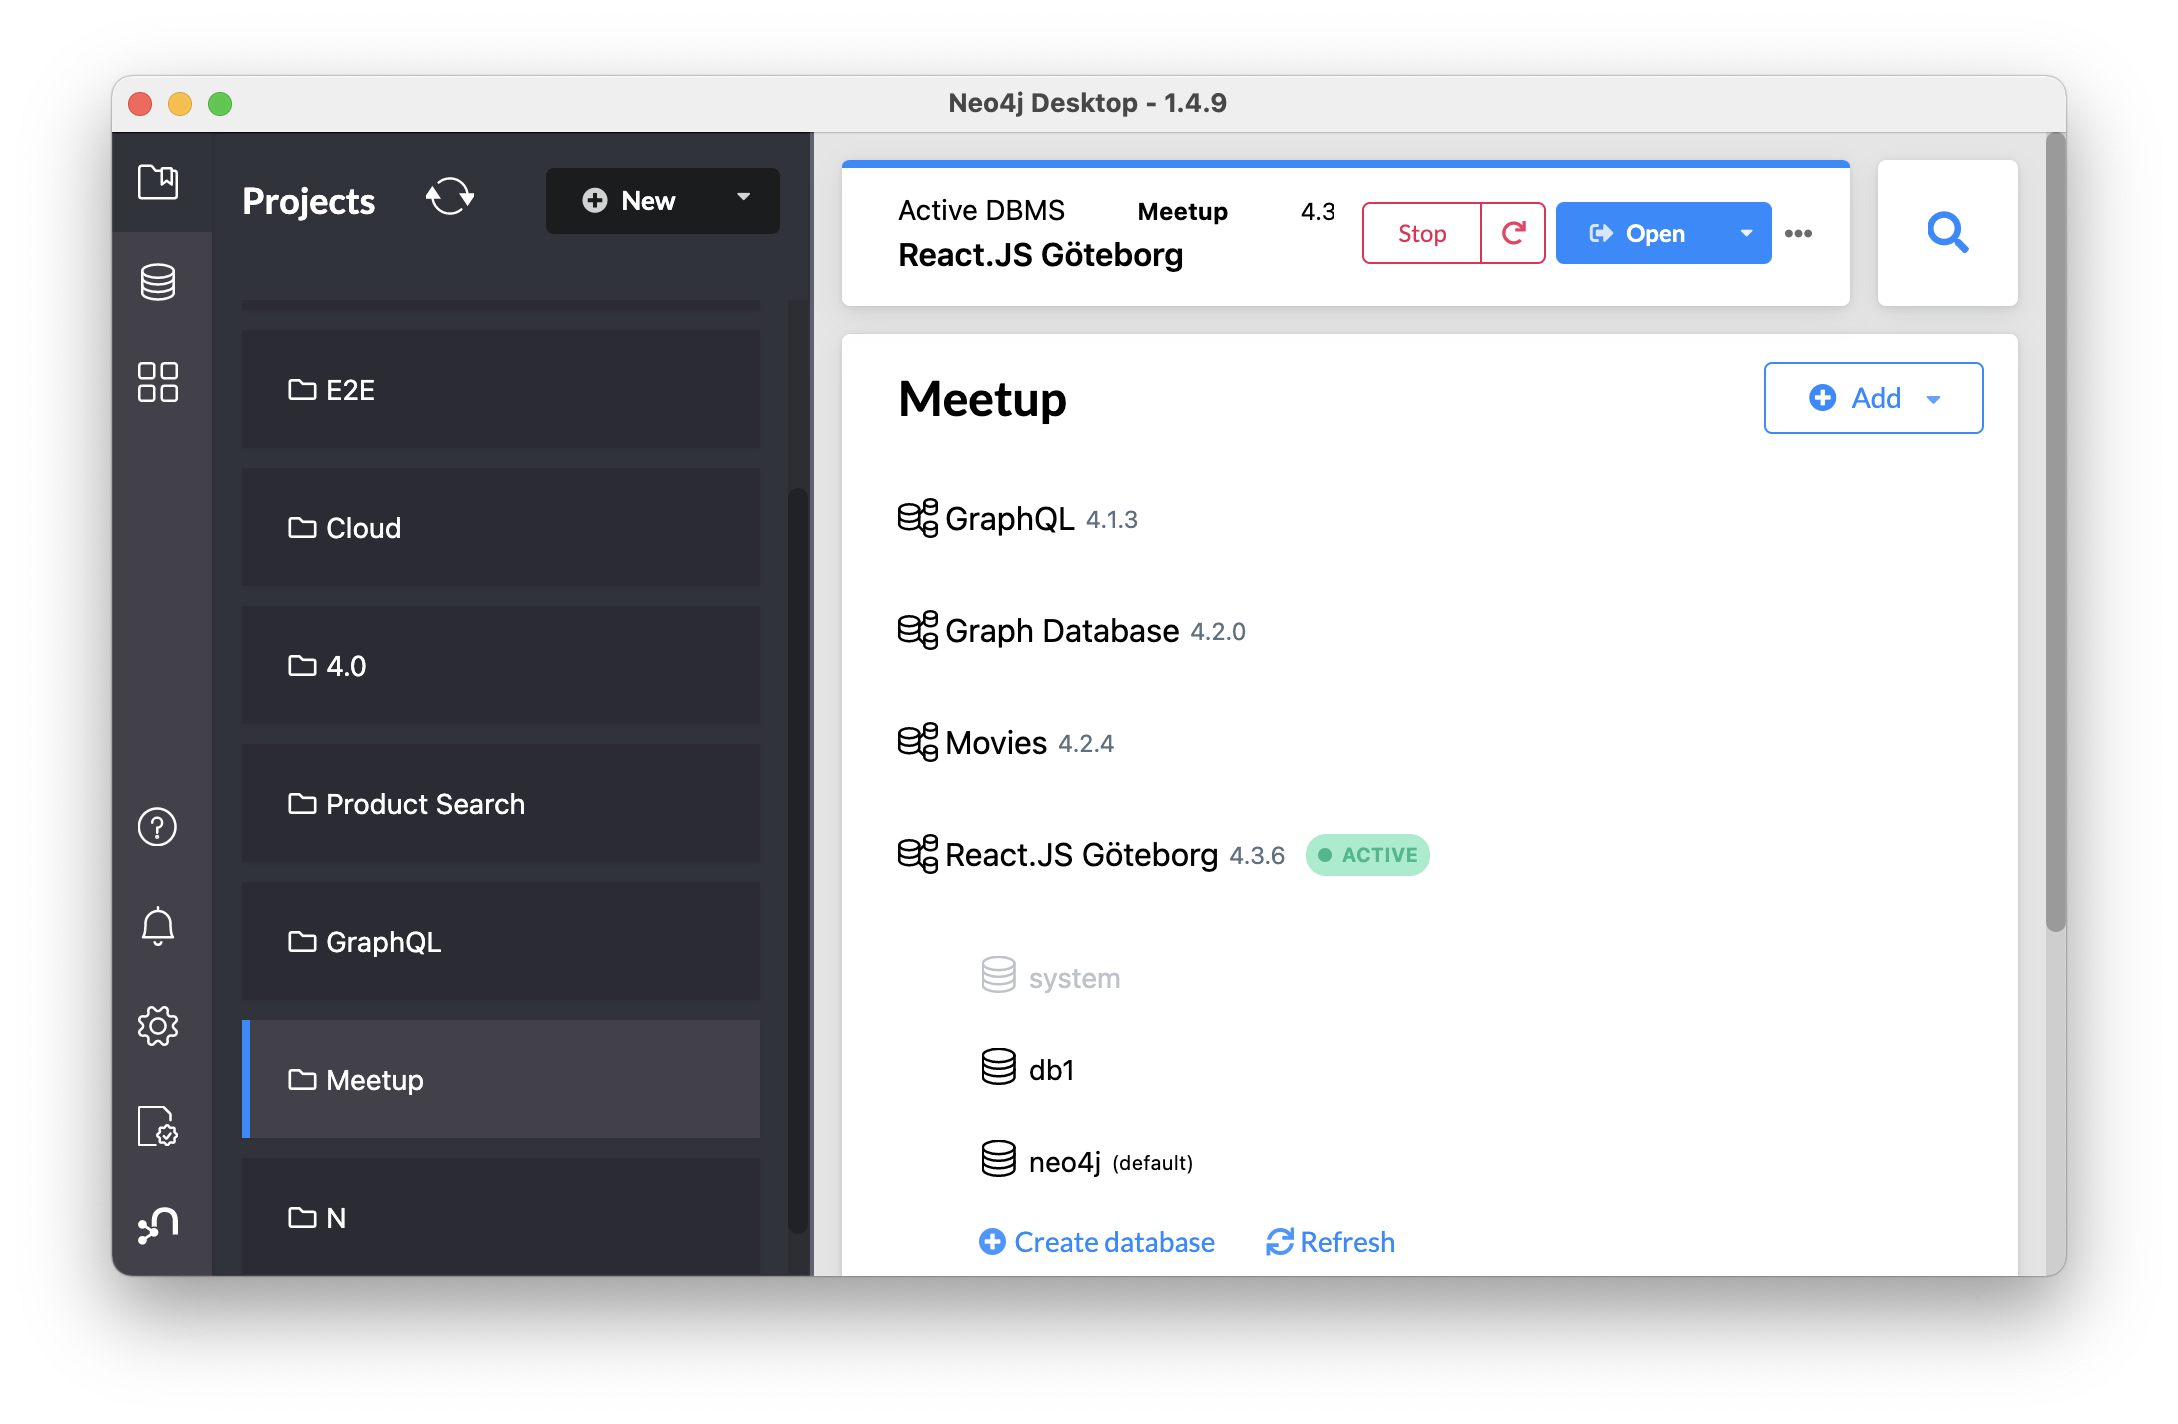 Neo4j Desktop - 1.4.9
Projects
New
E2E
Cloud
4.0
Product Search
GraphQL
Meetup
N
Active DBMS Meetup 4.3
React.JS Göteborg
Stop
Open
Meetup
Add
GraphQL 4.1.3
Graph Database 4.2.0
Movies 4.2.4
React.JS Göteborg 4.3.6 ACTIVE
system
db1
neo4j (default)
Create database Refresh